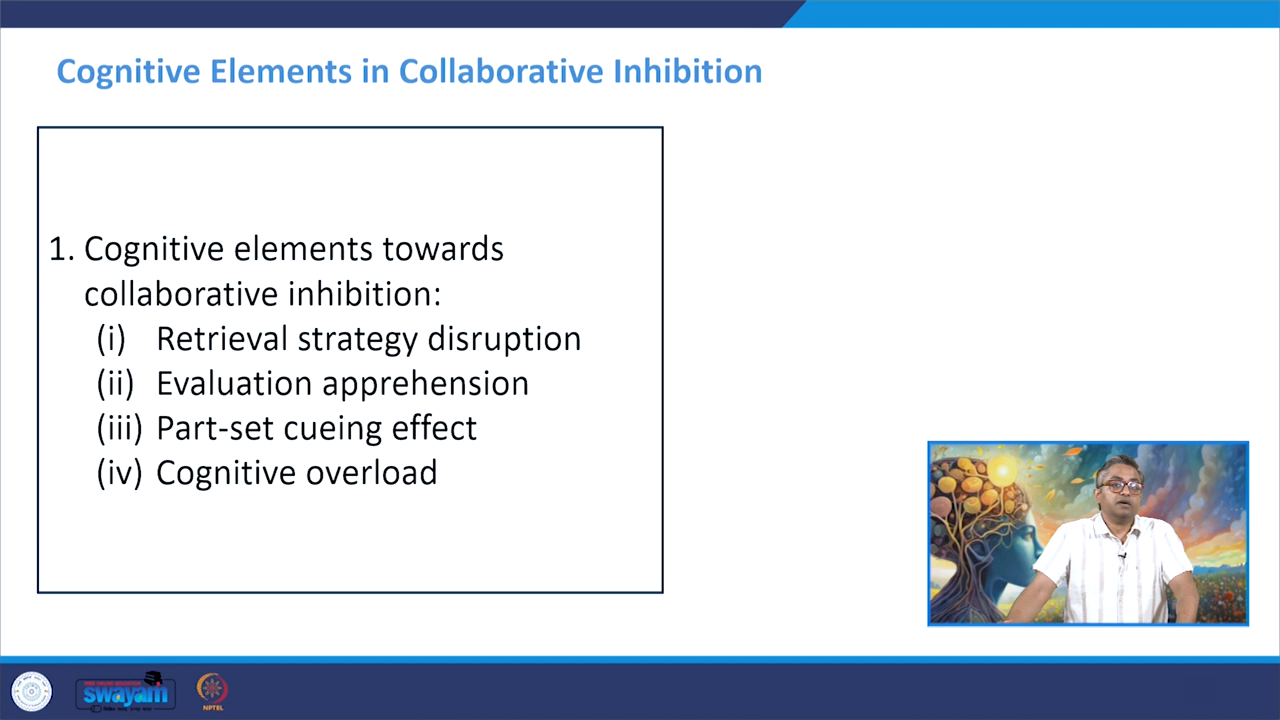 Cognitive Elements in Collaborative Inhibition
1. Cognitive elements towards
collaborative inhibition:
(i) Retrieval strategy disruption
(ii) Evaluation apprehension
(iii) Part-set cueing effect
(iv) Cognitive overload
swayam
NPTEL